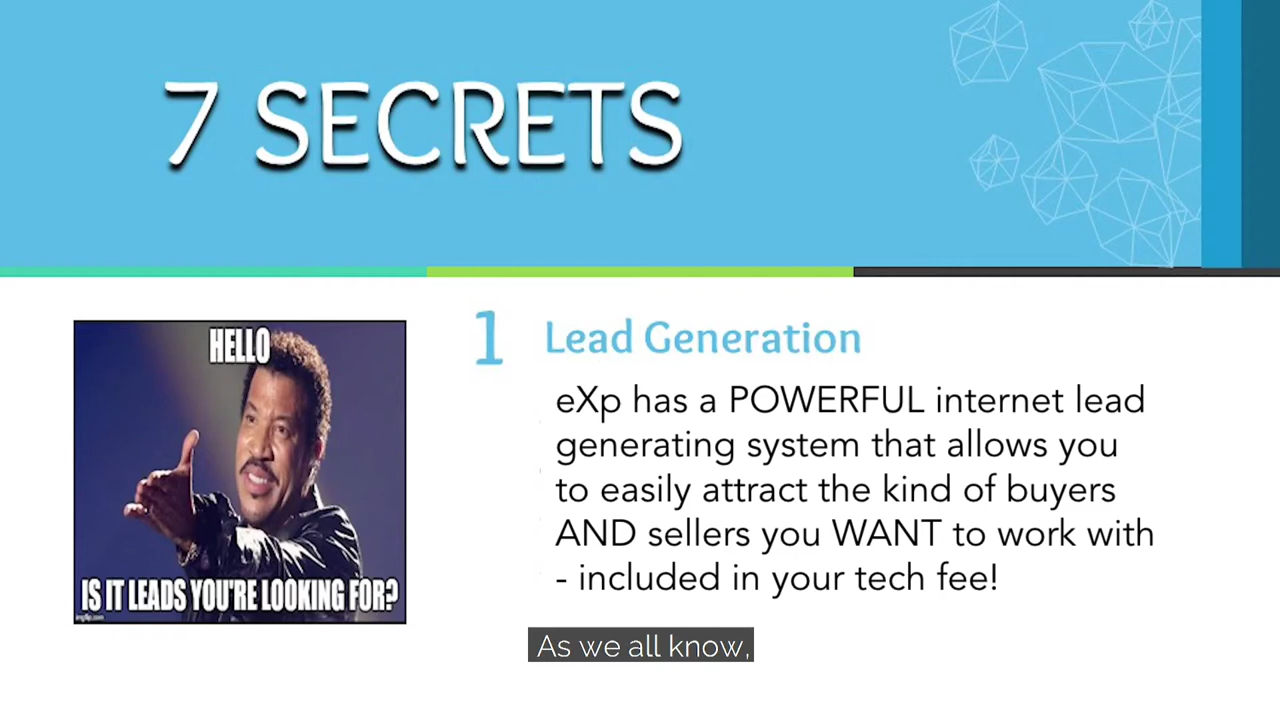 7 SECRETS
HELLO
IS IT LEADS YOU'RE LOOKING FOR?
imgflip.com
1 Lead Generation
eXp has a POWERFUL internet lead
generating system that allows you
to easily attract the kind of buyers
AND sellers you WANT to work with
- included in your tech fee!
As we all know,